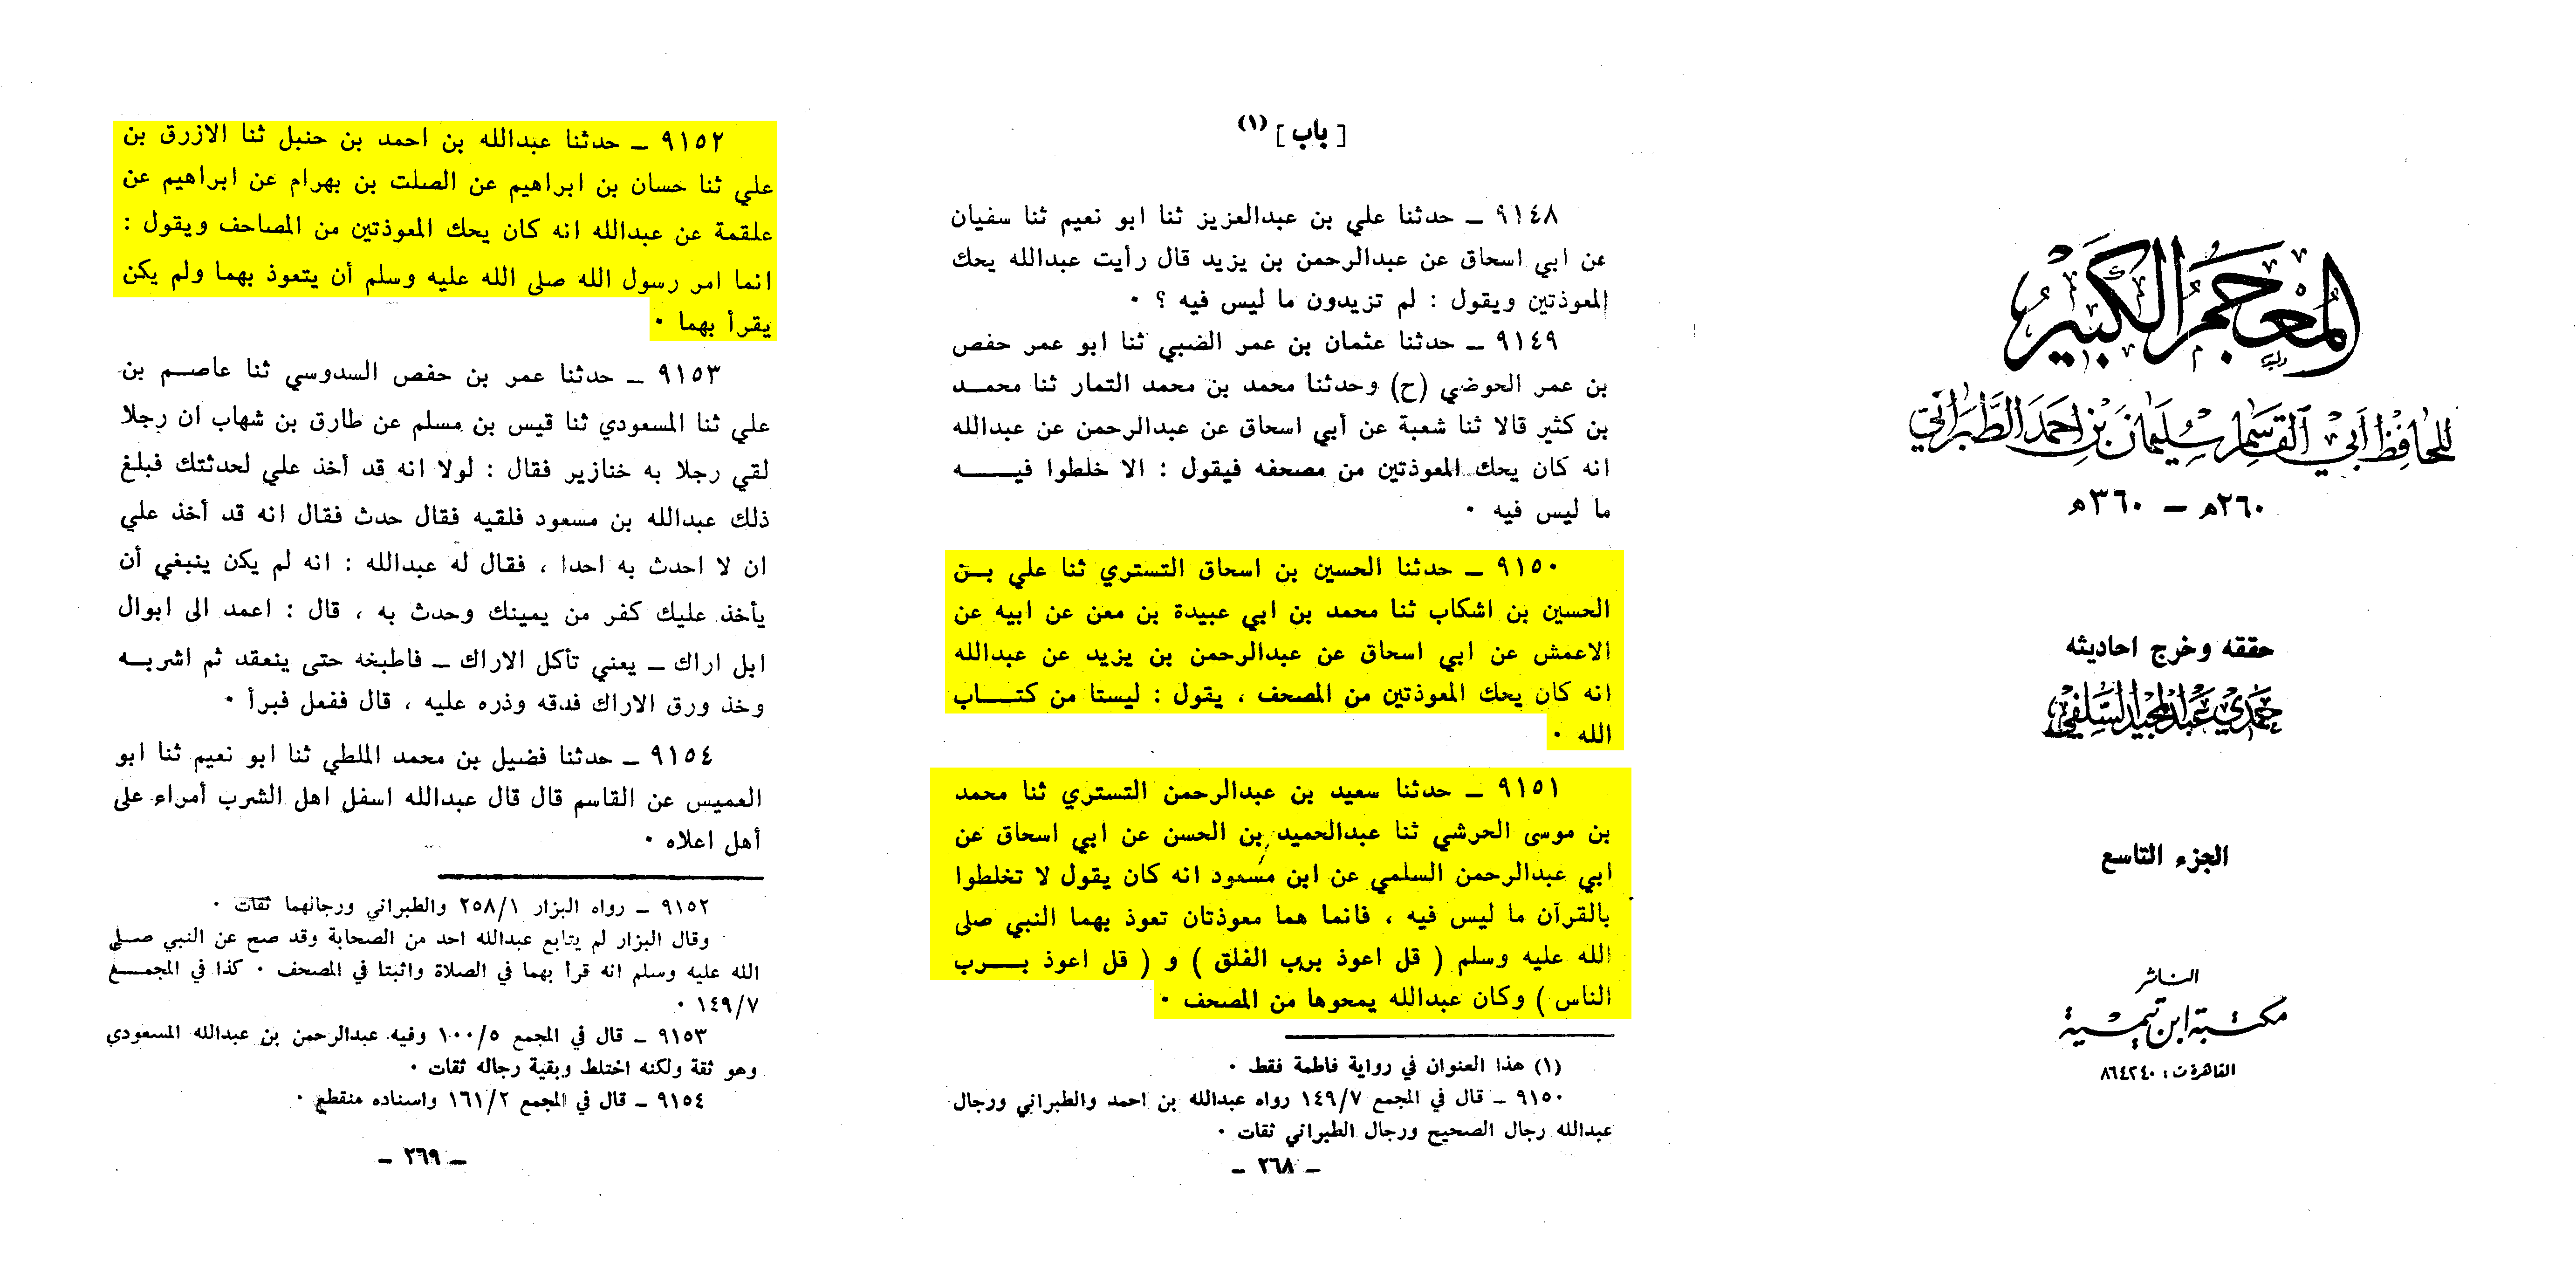 المعجم الكبير
للحافظ أبي القاسم سليمان بن احمد الطبراني
٢٦٠هـ – ٣٦٠هـ
حققه وخرج احاديثه
حمدي عبد المجيد السلفي
الجزء التاسع
الناشر
مكتبة ابن تيمية
القاهرة ت : ٨٦٤٢٤٠
[ باب ] (١)
٩١٤٨ – حدثنا علي بن عبدالعزيز ثنا ابو نعيم ثنا سفيان
عن ابي اسحاق عن عبدالرحمن بن يزيد قال رأيت عبدالله يحك
المعوذتين ويقول : لم تزيدون ما ليس فيه ؟ .
٩١٤٩ – حدثنا عثمان بن عمر الضبي ثنا ابو عمر حفص
بن عمر الحوضي (ح) وحدثنا محمد بن محمد التمار ثنا محمد
بن كثير قالا ثنا شعبة عن أبي اسحاق عن عبدالرحمن عن عبدالله
انه كان يحك المعوذتين من مصحفه فيقول : الا خلطوا فيه
ما ليس فيه .
٩١٥٠ – حدثنا الحسين بن اسحاق التستري ثنا علي بن
الحسين بن اشكاب ثنا محمد بن ابي عبيدة بن معن عن ابيه عن
الاعمش عن ابي اسحاق عن عبدالرحمن بن يزيد عن عبدالله
انه كان يحك المعوذتين من المصحف ، يقول : ليستا من كتاب
الله .
٩١٥١ – حدثنا سعيد بن عبدالرحمن التستري ثنا محمد
بن موسى الحرشي ثنا عبدالحميد بن الحسن عن ابي اسحاق عن
ابي عبدالرحمن السلمي عن ابن مسعود انه كان يقول لا تخلطوا
بالقرآن ما ليس فيه ، فانما هما معوذتان تعوذ بهما النبي صلى
الله عليه وسلم ( قل اعوذ برب الفلق ) و ( قل اعوذ برب
الناس ) وكان عبدالله يمحوها من المصحف .
(١) هذا العنوان في رواية فاطمة فقط .
٩١٥٠ – قال في المجمع ١٤٩/٧ رواه عبدالله بن احمد والطبراني ورجال
عبدالله رجال الصحيح ورجال الطبراني ثقات .
– ٢٦٨ –
٩١٥٢ – حدثنا عبدالله بن احمد بن حنبل ثنا الازرق بن
علي ثنا حسان بن ابراهيم عن الصلت بن بهرام عن ابراهيم عن
علقمة عن عبدالله انه كان يحك المعوذتين من المصاحف ويقول :
انما امر رسول الله صلى الله عليه وسلم أن يتعوذ بهما ولم يكن
يقرأ بهما .
٩١٥٣ – حدثنا عمر بن حفص السدوسي ثنا عاصم بن
علي ثنا المسعودي ثنا قيس بن مسلم عن طارق بن شهاب ان رجلا
لقي رجلا به خنازير فقال : لولا انه قد أخذ علي لحدثتك فبلغ
ذلك عبدالله بن مسعود فلقيه فقال حدث فقال انه قد أخذ علي
ان لا احدث به احدا ، فقال له عبدالله : انه لم يكن ينبغي أن
يأخذ عليك كفر من يمينك وحدث به ، قال : اعمد الى ابوال
ابل اراك – يعني تأكل الاراك – فاطبخه حتى ينعقد ثم اشربه
وخذ ورق الاراك فدقه وذره عليه ، قال ففعل فبرأ .
٩١٥٤ – حدثنا فضيل بن محمد الملطي ثنا ابو نعيم ثنا ابو
العميس عن القاسم قال قال عبدالله اسفل اهل الشرب أمراء على
أهل اعلاه .
٩١٥٢ – رواه البزار ٢٥٨/١ والطبراني ورجالهما ثقات .
وقال البزار لم يتابع عبدالله احد من الصحابة وقد صح عن النبي صلى
الله عليه وسلم انه قرأ بهما في الصلاة واثبتا في المصحف . كذا في المجمع
١٤٩/٧ .
٩١٥٣ – قال في المجمع ١٠٠/٥ وفيه عبدالرحمن بن عبدالله المسعودي
وهو ثقة ولكنه اختلط وبقية رجاله ثقات .
٩١٥٤ – قال في المجمع ١٦١/٢ واسناده منقطع .
– ٢٦٩ –